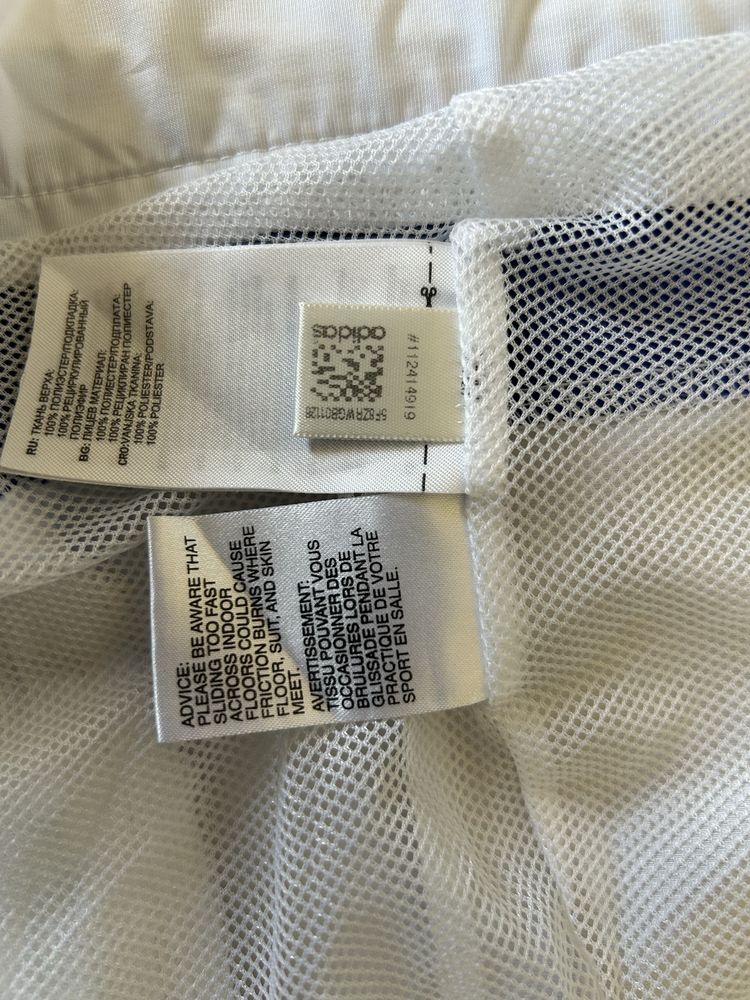 RU: ТКАНЬ ВЕРХА:
100% ПОЛИЭСТЕР/ПОДКЛАДКА:
100% РЕЦИРКУЛИРОВАННЫЙ
ПОЛИЭФИР
BG: ЛИЦЕВ МАТЕРИАЛ:
100% ПОЛИЕСТЕР/ПОДПЛАТА:
100% РЕЦИКЛИРАН ПОЛИЕСТЕР
CRO:VANJSKA TKANINA:
100% POLIESTER/PODSTAVA:
100% POLIESTER
adidas
#112414919
5F8ZRWGBB01128
ADVICE:
PLEASE BE AWARE THAT
SLIDING TOO FAST
ACROSS INDOOR
FLOORS COULD CAUSE
FRICTION BURNS WHERE
FLOOR, SUIT, AND SKIN
MEET.
AVERTISSEMENT:
TISSU POUVANT VOUS
OCCASIONNER DES
BRULURES LORS DE
GLISSADE PENDANT LA
PRACTIQUE DE VOTRE
SPORT EN SALLE.